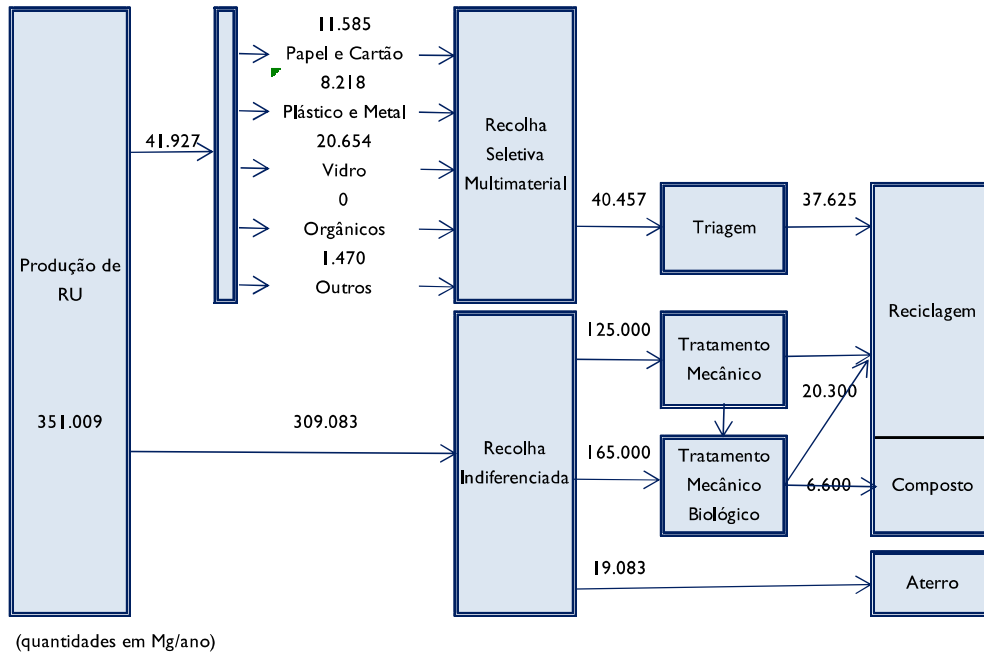 11.585
Papel e Cartão
8.218
Plástico e Metal
41.927
20.654
Vidro
0
Orgânicos
1.470
Outros
Recolha
Seletiva
Multimaterial
40.457
Triagem
37.625
Produção de
RU
351.009
309.083
Recolha
Indiferenciada
125.000
Tratamento
Mecânico
20.300
165.000
Tratamento
Mecânico
Biológico
6.600
Reciclagem
Composto
19.083
Aterro
(quantidades em Mg/ano)